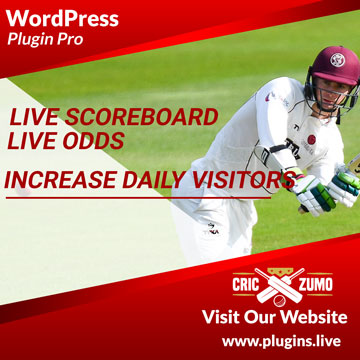 WordPress
Plugin Pro
LIVE SCOREBOARD
LIVE ODDS
INCREASE DAILY VISITORS
CRIC ZUMO
Visit Our Website
www.plugins.live